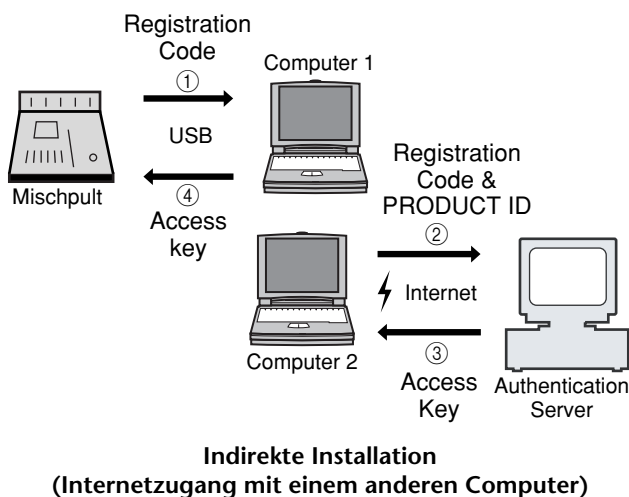 Registration
Code
①
USB
④
Access
key
Mischpult
Computer 1
Registration
Code &
PRODUCT ID
②
Internet
③
Access
Key
Computer 2
Authentication
Server
Indirekte Installation
(Internetzugang mit einem anderen Computer)